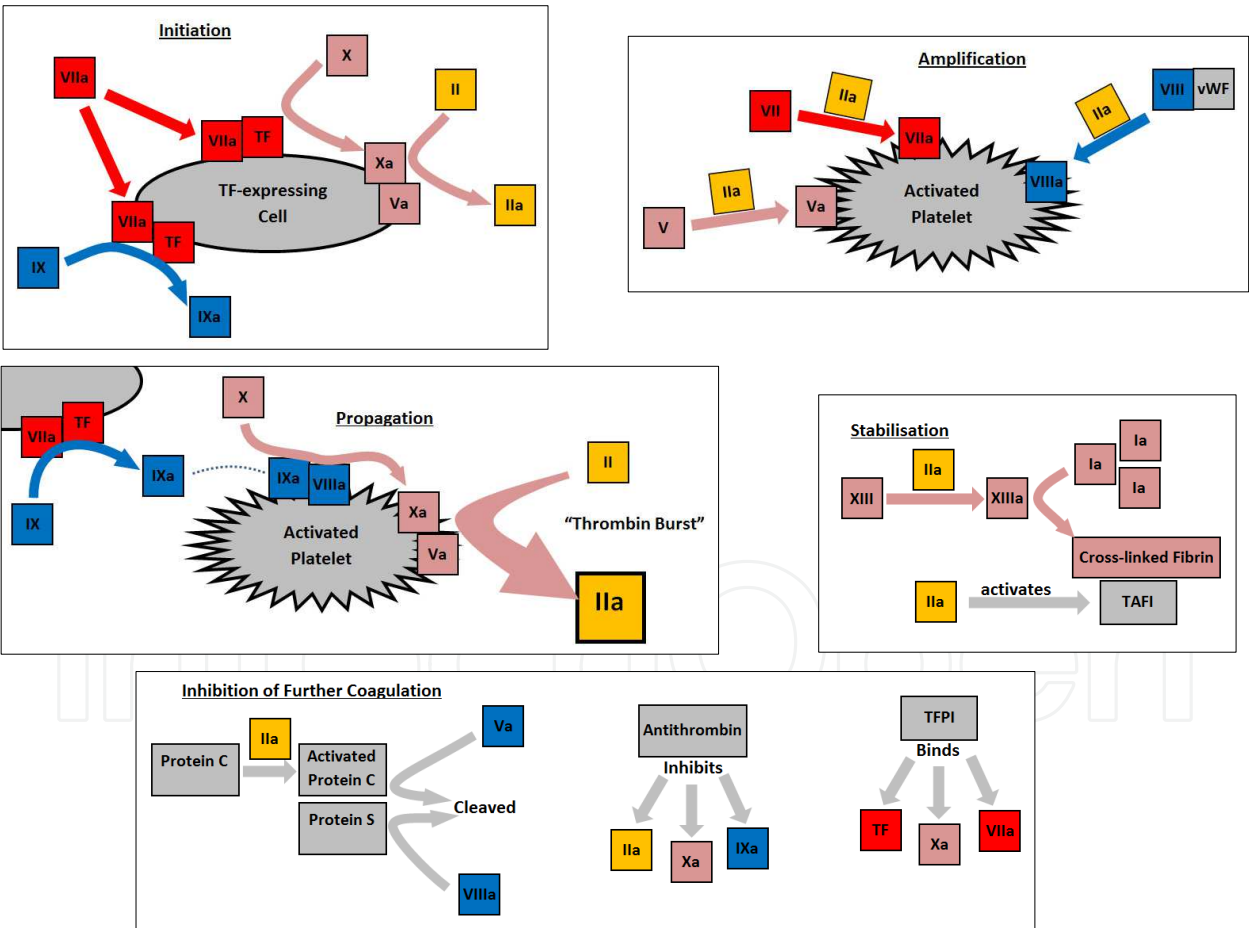 Initiation
VIIa
X
II
VIIa
TF
Xa
Va
IIa
TF-expressing
Cell
VIIa
TF
IX
IXa
Amplification
VII
IIa
VIIa
IIa
VIII
vWF
VIIIa
V
IIa
Va
Activated
Platelet
Propagation
VIIa
TF
IX
IXa
X
IXa
VIIIa
Activated
Platelet
Xa
Va
II
“Thrombin Burst”
IIa
Stabilisation
XIII
IIa
XIIIa
Ia
Ia
Ia
Cross-linked Fibrin
IIa
activates
TAFI
Inhibition of Further Coagulation
Protein C
IIa
Activated
Protein C
Protein S
Va
Cleaved
VIIIa
Antithrombin
Inhibits
IIa
Xa
IXa
TFPI
Binds
TF
Xa
VIIa